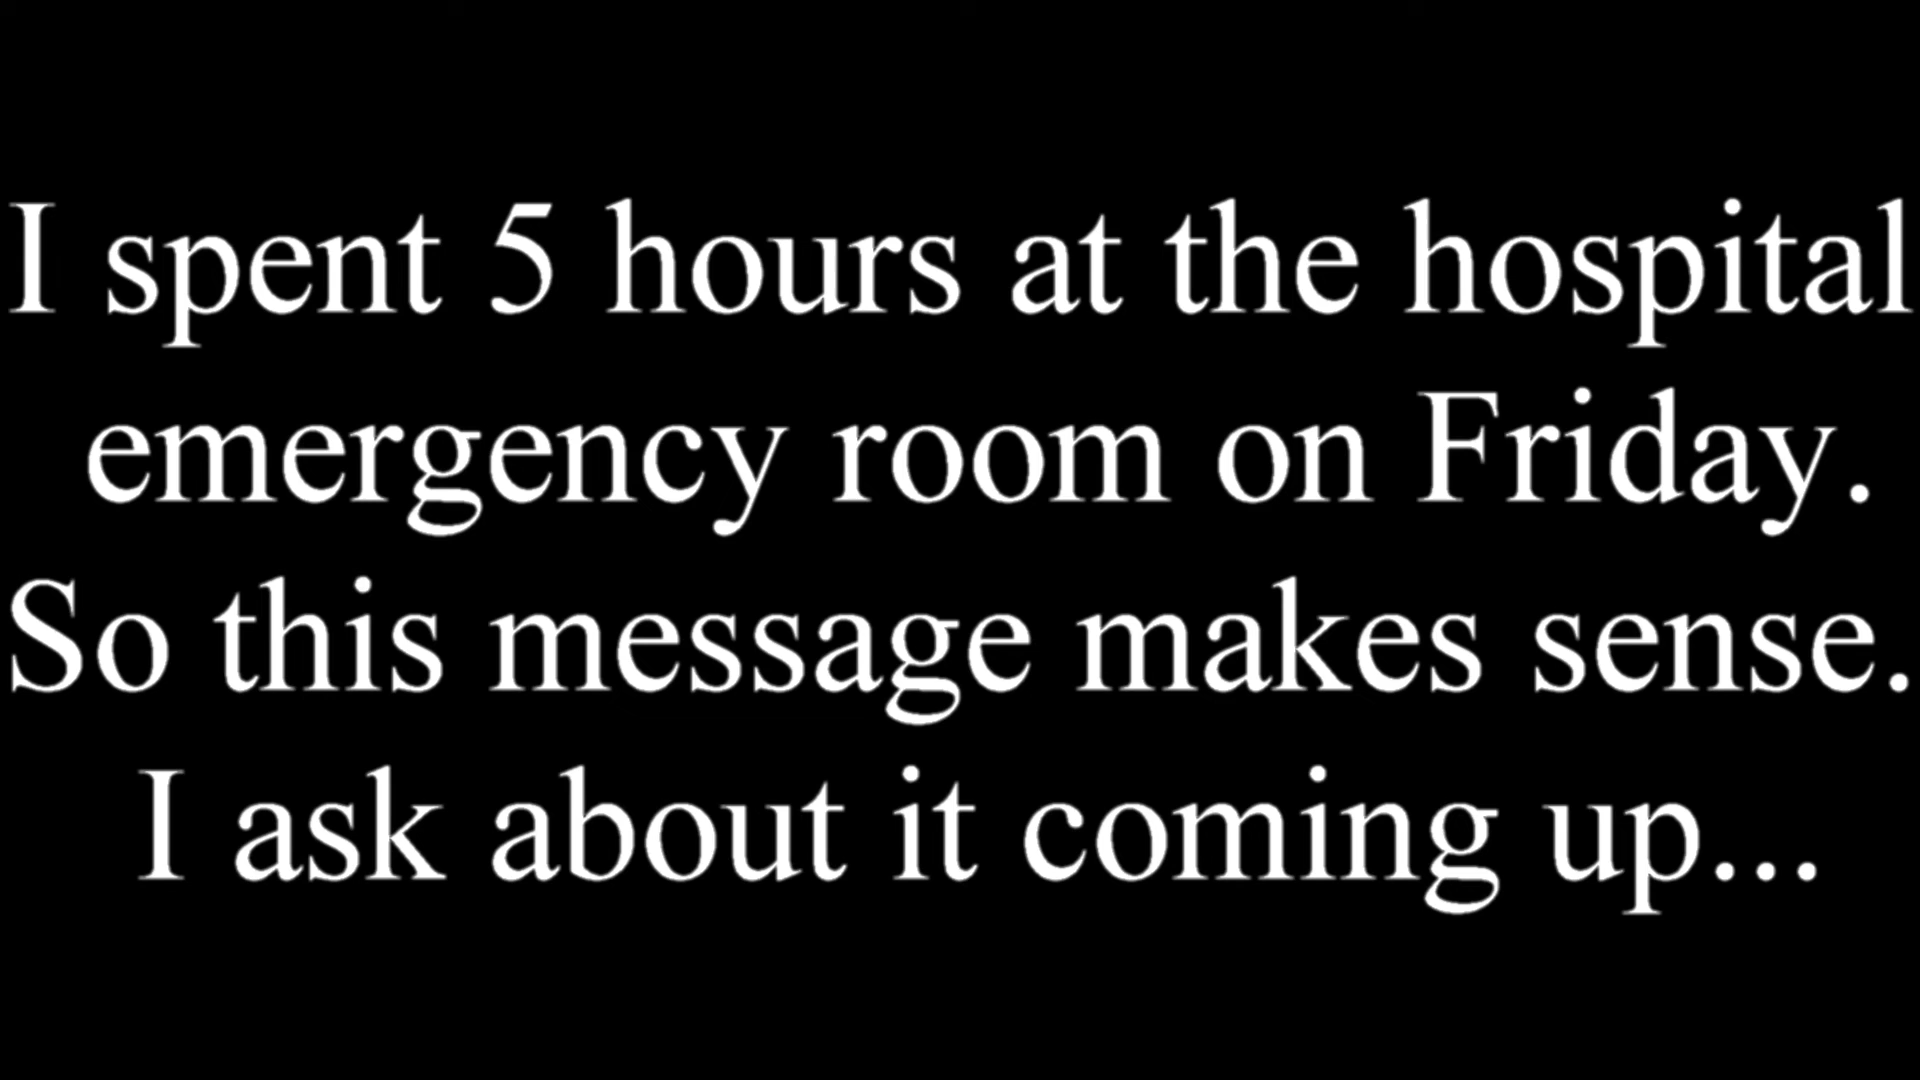 I spent 5 hours at the hospital
emergency room on Friday.
So this message makes sense.
I ask about it coming up...